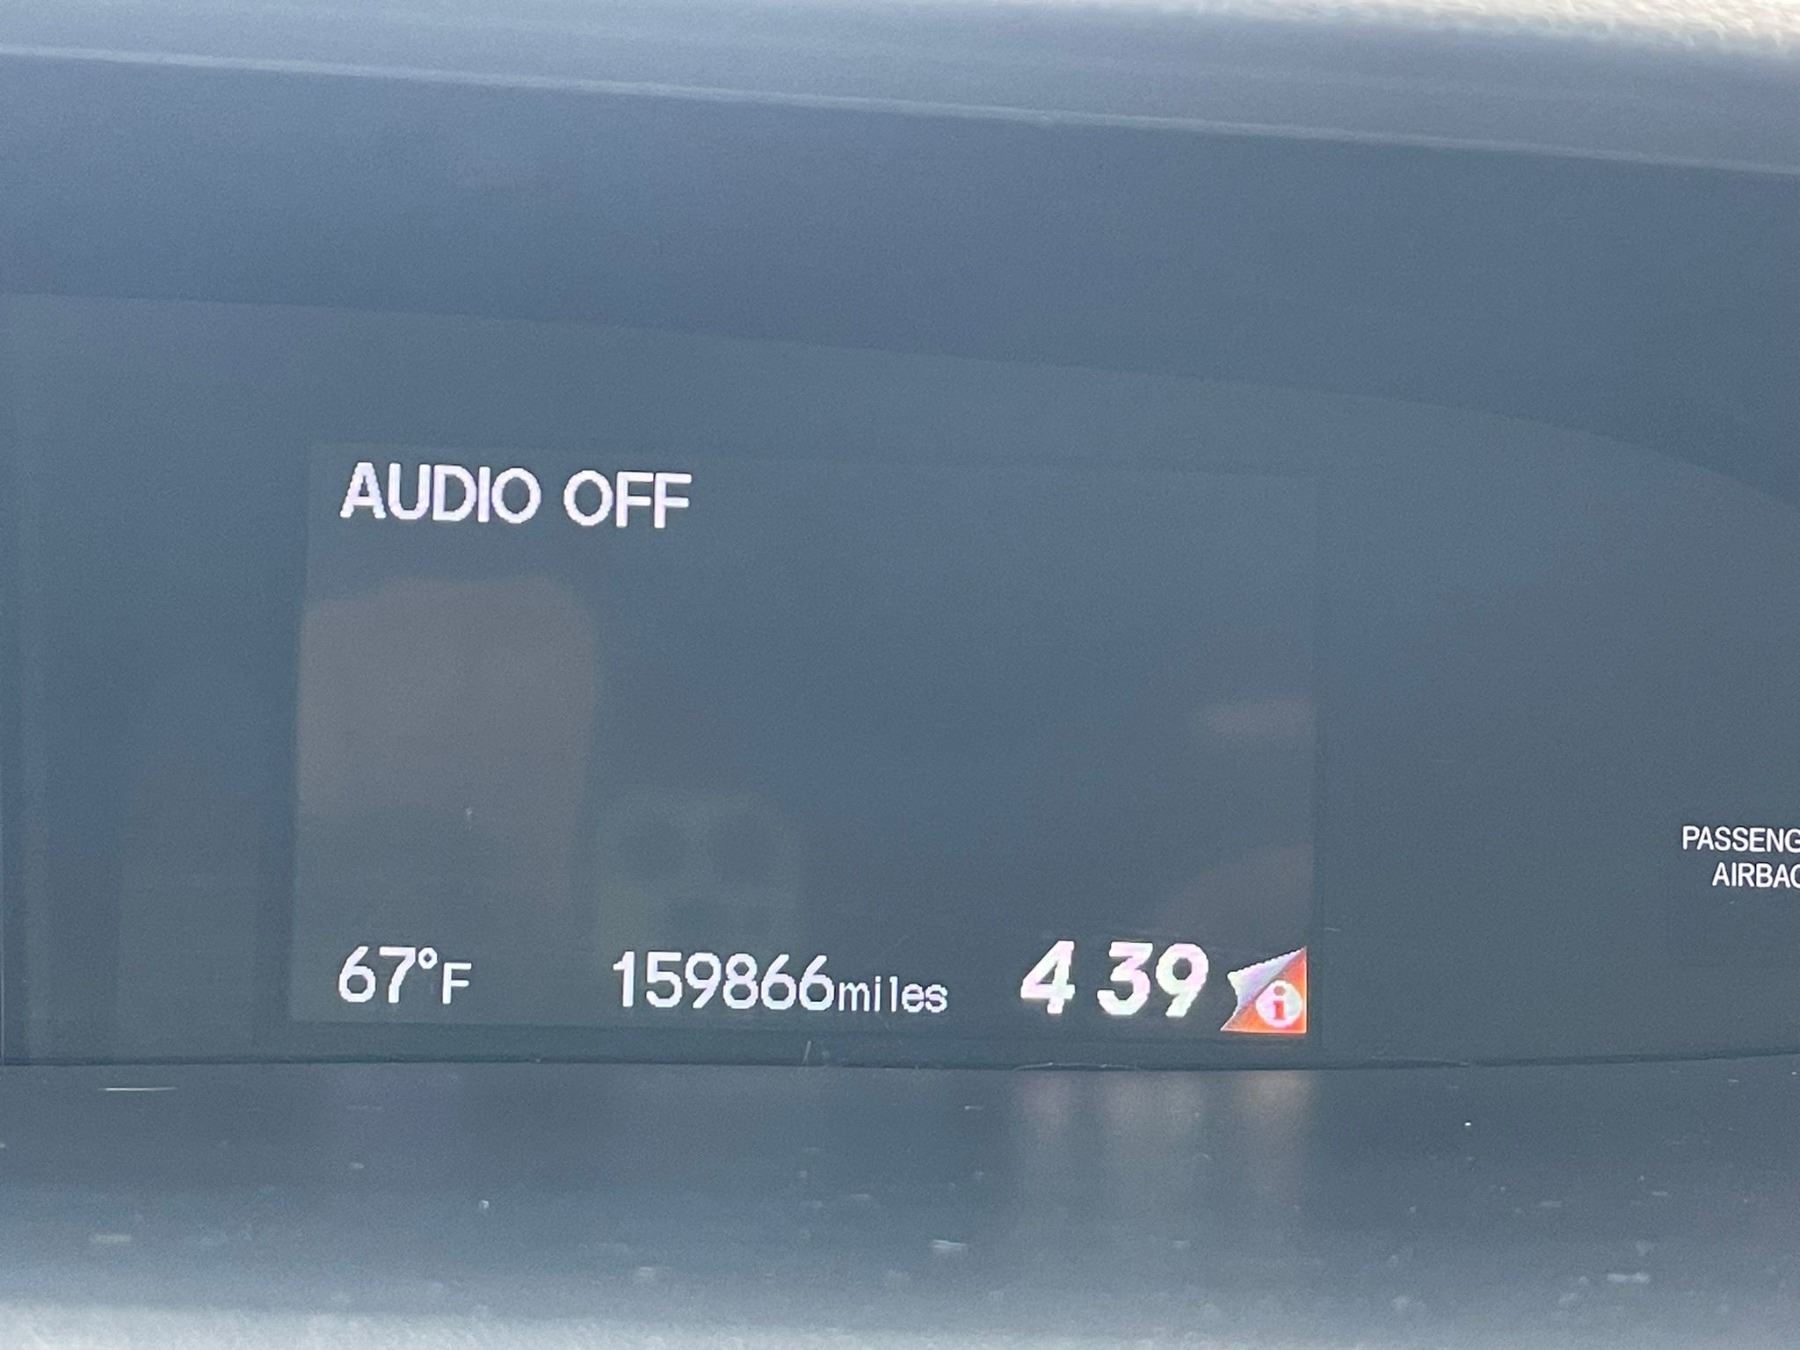 AUDIO OFF
67°F 159866miles 4 39 i
PASSENG
AIRBAG